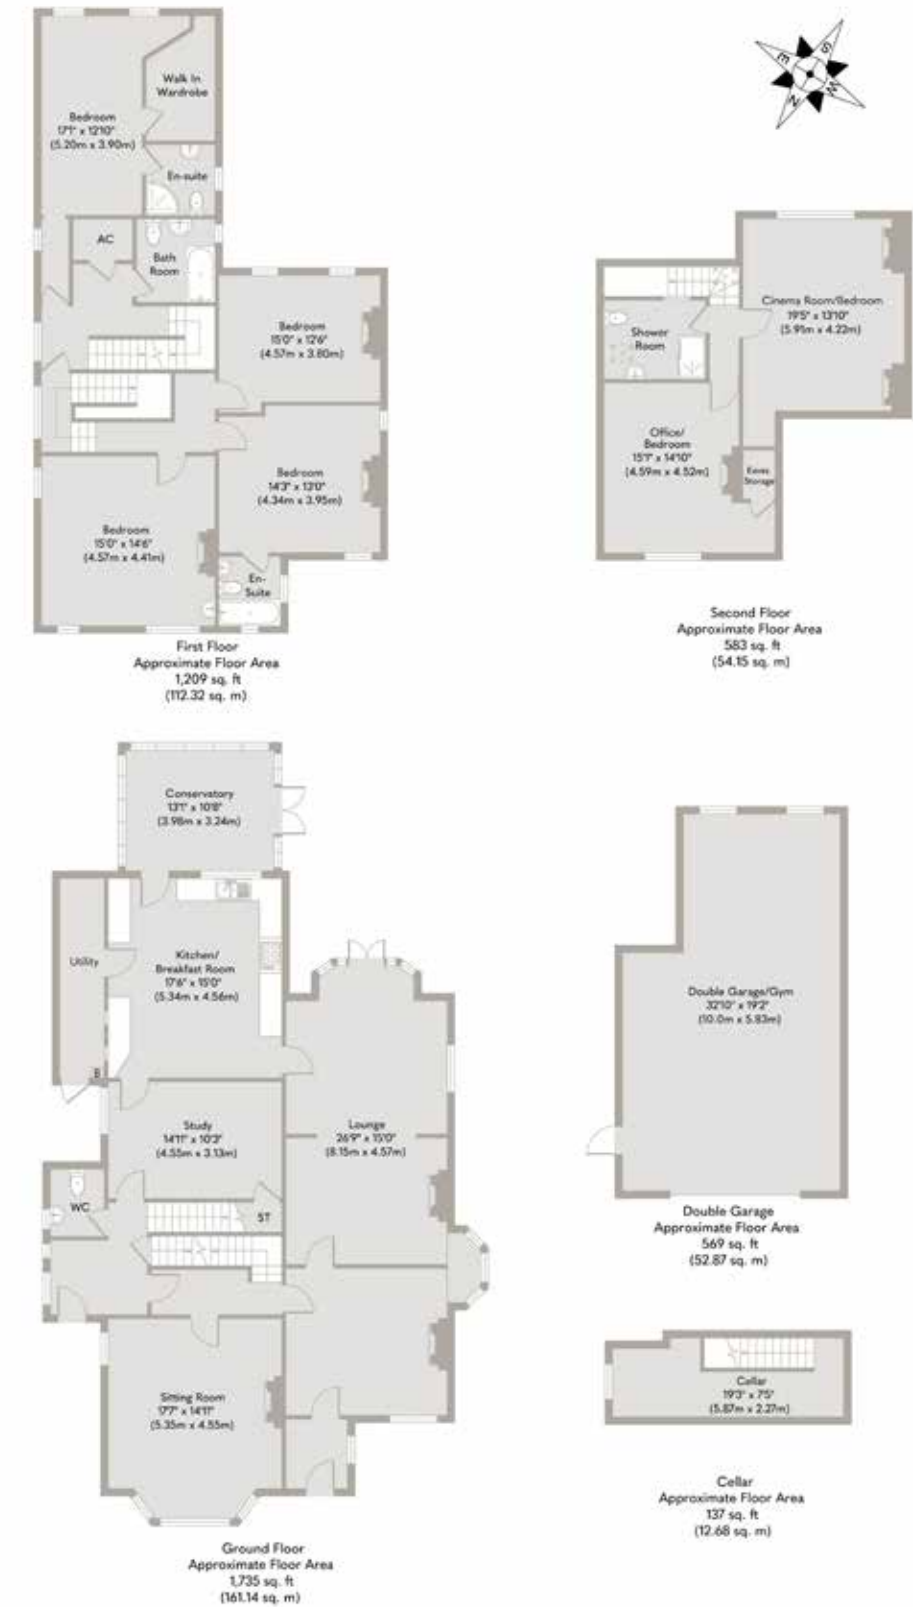 Walk In
Wardrobe
Bedroom
17'1" x 12'10"
(5.20m x 3.90m)
En-suite
AC
Bath
Room
Bedroom
15'0" x 12'6"
(4.57m x 3.80m)
Bedroom
14'3" x 13'0"
(4.34m x 3.95m)
Bedroom
15'0" x 14'6"
(4.57m x 4.41m)
En-
Suite
First Floor
Approximate Floor Area
1,209 sq. ft
(112.32 sq. m)
S
E
W
N
Cinema Room/Bedroom
19'5" x 13'10"
(5.91m x 4.22m)
Shower
Room
Office/
Bedroom
15'1" x 14'10"
(4.59m x 4.52m)
Eaves
Storage
Second Floor
Approximate Floor Area
583 sq. ft
(54.15 sq. m)
Conservatory
13'1" x 10'8"
(3.98m x 3.24m)
Utility
Kitchen/
Breakfast Room
17'6" x 15'0"
(5.34m x 4.56m)
B
Study
14'11" x 10'3"
(4.55m x 3.13m)
Lounge
26'9" x 15'0"
(8.15m x 4.57m)
WC
ST
Sitting Room
17'7" x 14'11"
(5.35m x 4.55m)
Ground Floor
Approximate Floor Area
1,735 sq. ft
(161.14 sq. m)
Double Garage/Gym
32'10" x 19'2"
(10.0m x 5.83m)
Double Garage
Approximate Floor Area
569 sq. ft
(52.87 sq. m)
Cellar
19'3" x 7'5"
(5.87m x 2.27m)
Cellar
Approximate Floor Area
137 sq. ft
(12.68 sq. m)